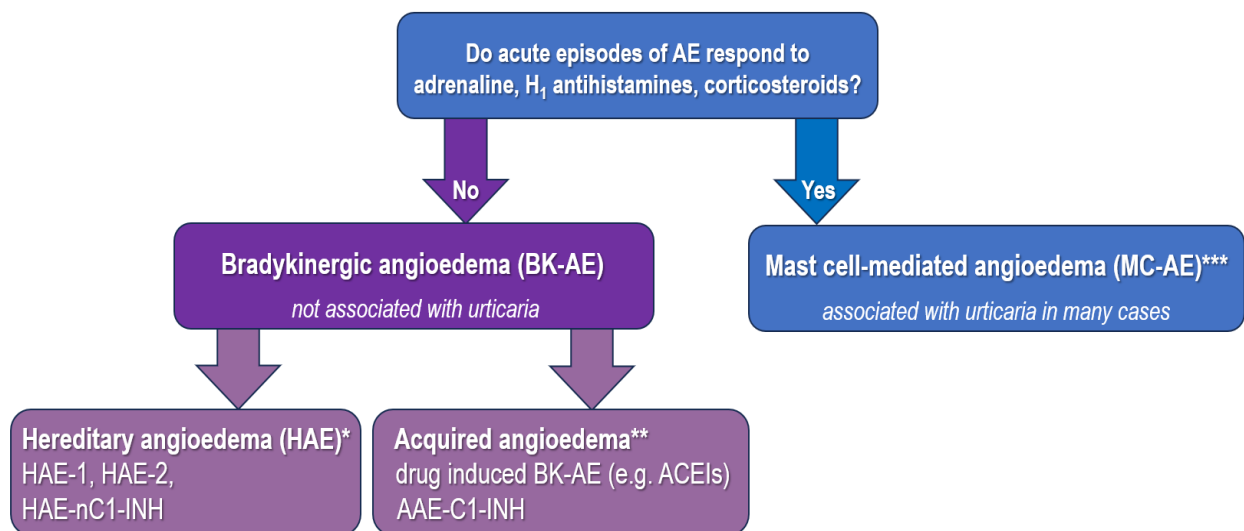 Do acute episodes of AE respond to
adrenaline, H₁ antihistamines, corticosteroids?
No
Yes
Bradykinergic angioedema (BK-AE)
not associated with urticaria
Mast cell-mediated angioedema (MC-AE)***
associated with urticaria in many cases
Hereditary angioedema (HAE)*
HAE-1, HAE-2,
HAE-nC1-INH
Acquired angioedema**
drug induced BK-AE (e.g. ACEIs)
AAE-C1-INH